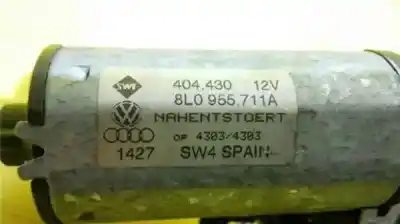 SWF 404.430 12V
8L0 955.711A
NAHENTSTOERT
OP 4303/4303
1427 SW4 SPAIN